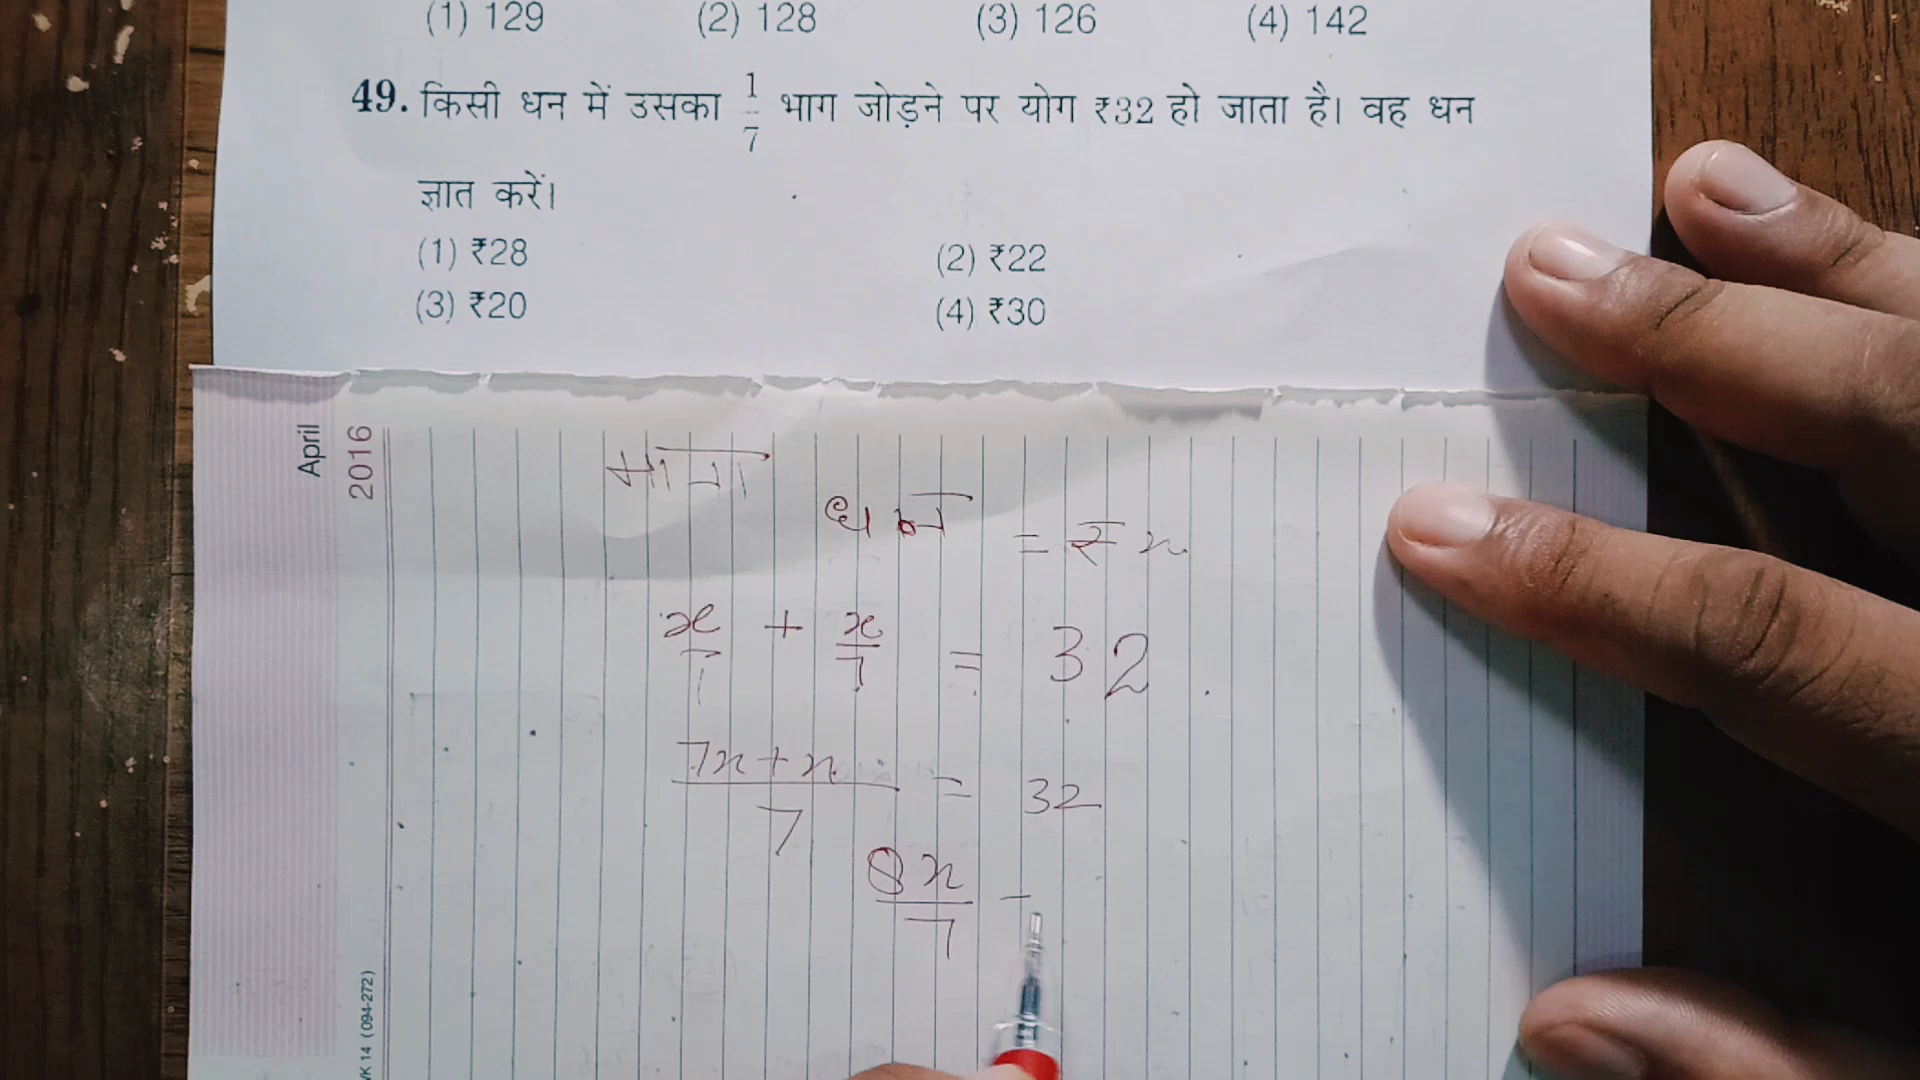 (1) 129 (2) 128 (3) 126 (4) 142
49. किसी धन में उसका 1/7 भाग जोड़ने पर योग ₹32 हो जाता है। वह धन
ज्ञात करें।
(1) ₹28 (2) ₹22
(3) ₹20 (4) ₹30
April
2016
माना
धन = रु x
x/7 + x/7 = 32
7x+x/7 = 32
8x/7 -
VK 14 (094-272)